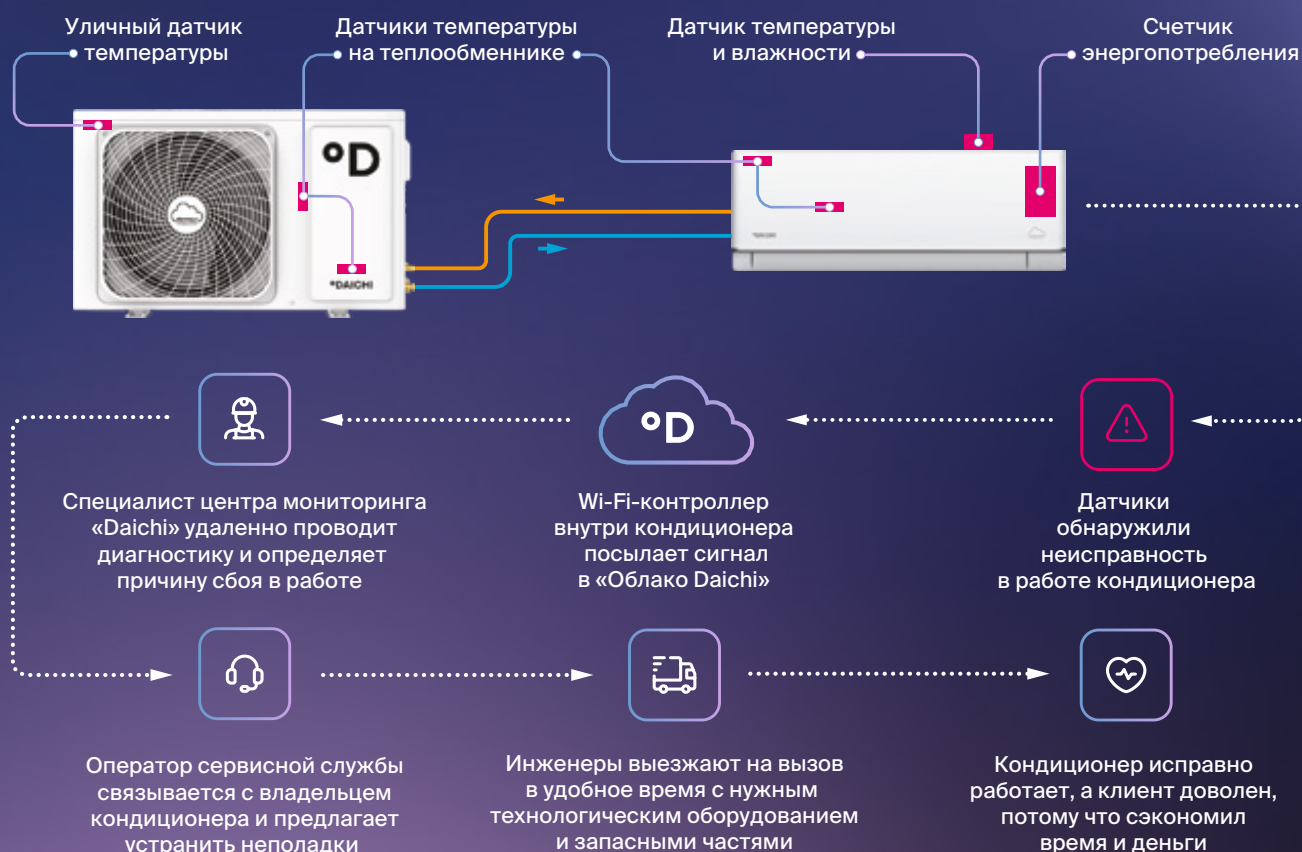 Уличный датчик
температуры
Датчики температуры
на теплообменнике
Датчик температуры
и влажности
Счетчик
энергопотребления
°D
°DAICHI
°D
Специалист центра мониторинга
«Daichi» удаленно проводит
диагностику и определяет
причину сбоя в работе
Wi-Fi-контроллер
внутри кондиционера
посылает сигнал
в «Облако Daichi»
Датчики
обнаружили
неисправность
в работе кондиционера
Оператор сервисной службы
связывается с владельцем
кондиционера и предлагает
устранить неполадки
Инженеры выезжают на вызов
в удобное время с нужным
технологическим оборудованием
и запасными частями
Кондиционер исправно
работает, а клиент доволен,
потому что сэкономил
время и деньги